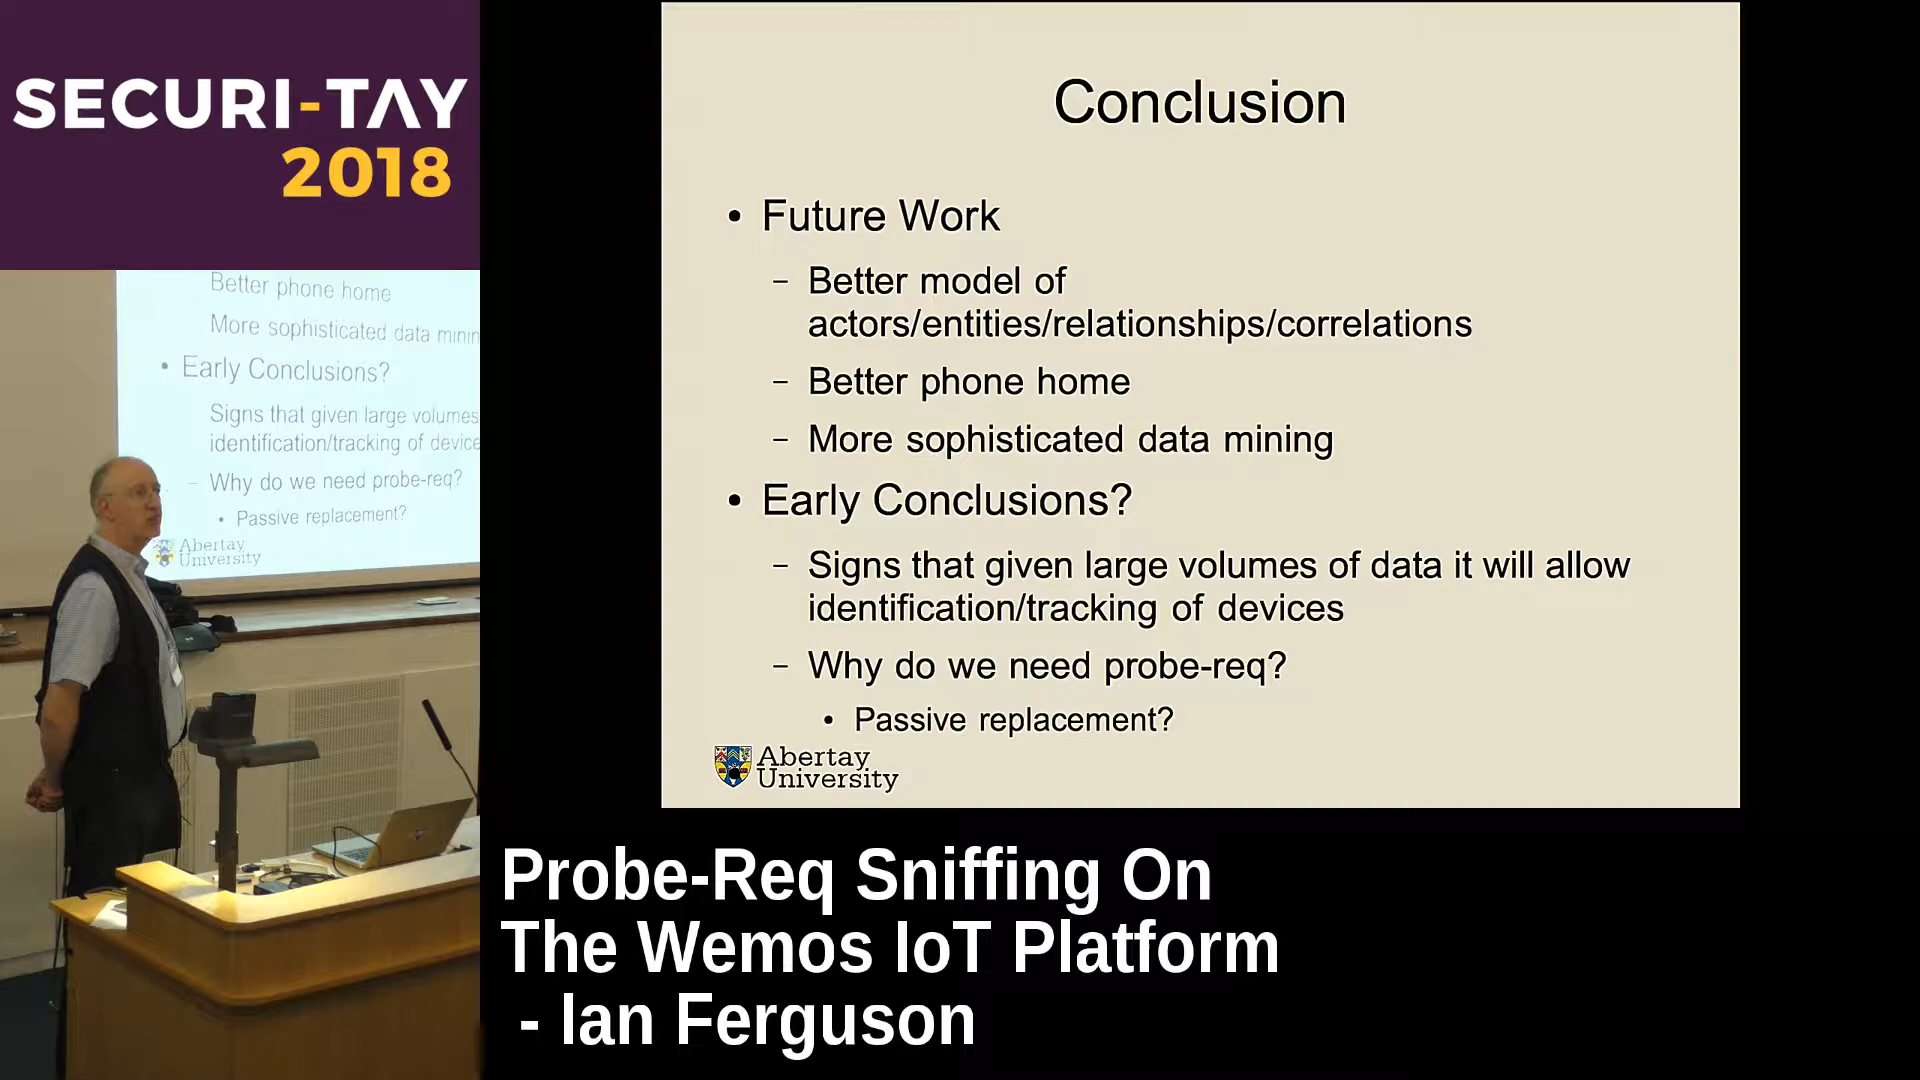 SECURI-TAY
2018
Better phone home
More sophisticated data minin
• Early Conclusions?
Signs that given large volumes
identification/tracking of device
– Why do we need probe-req?
• Passive replacement?
Abertay
University
Conclusion
• Future Work
– Better model of
actors/entities/relationships/correlations
– Better phone home
– More sophisticated data mining
• Early Conclusions?
– Signs that given large volumes of data it will allow
identification/tracking of devices
– Why do we need probe-req?
• Passive replacement?
Abertay
University
Probe-Req Sniffing On
The Wemos IoT Platform
- Ian Ferguson